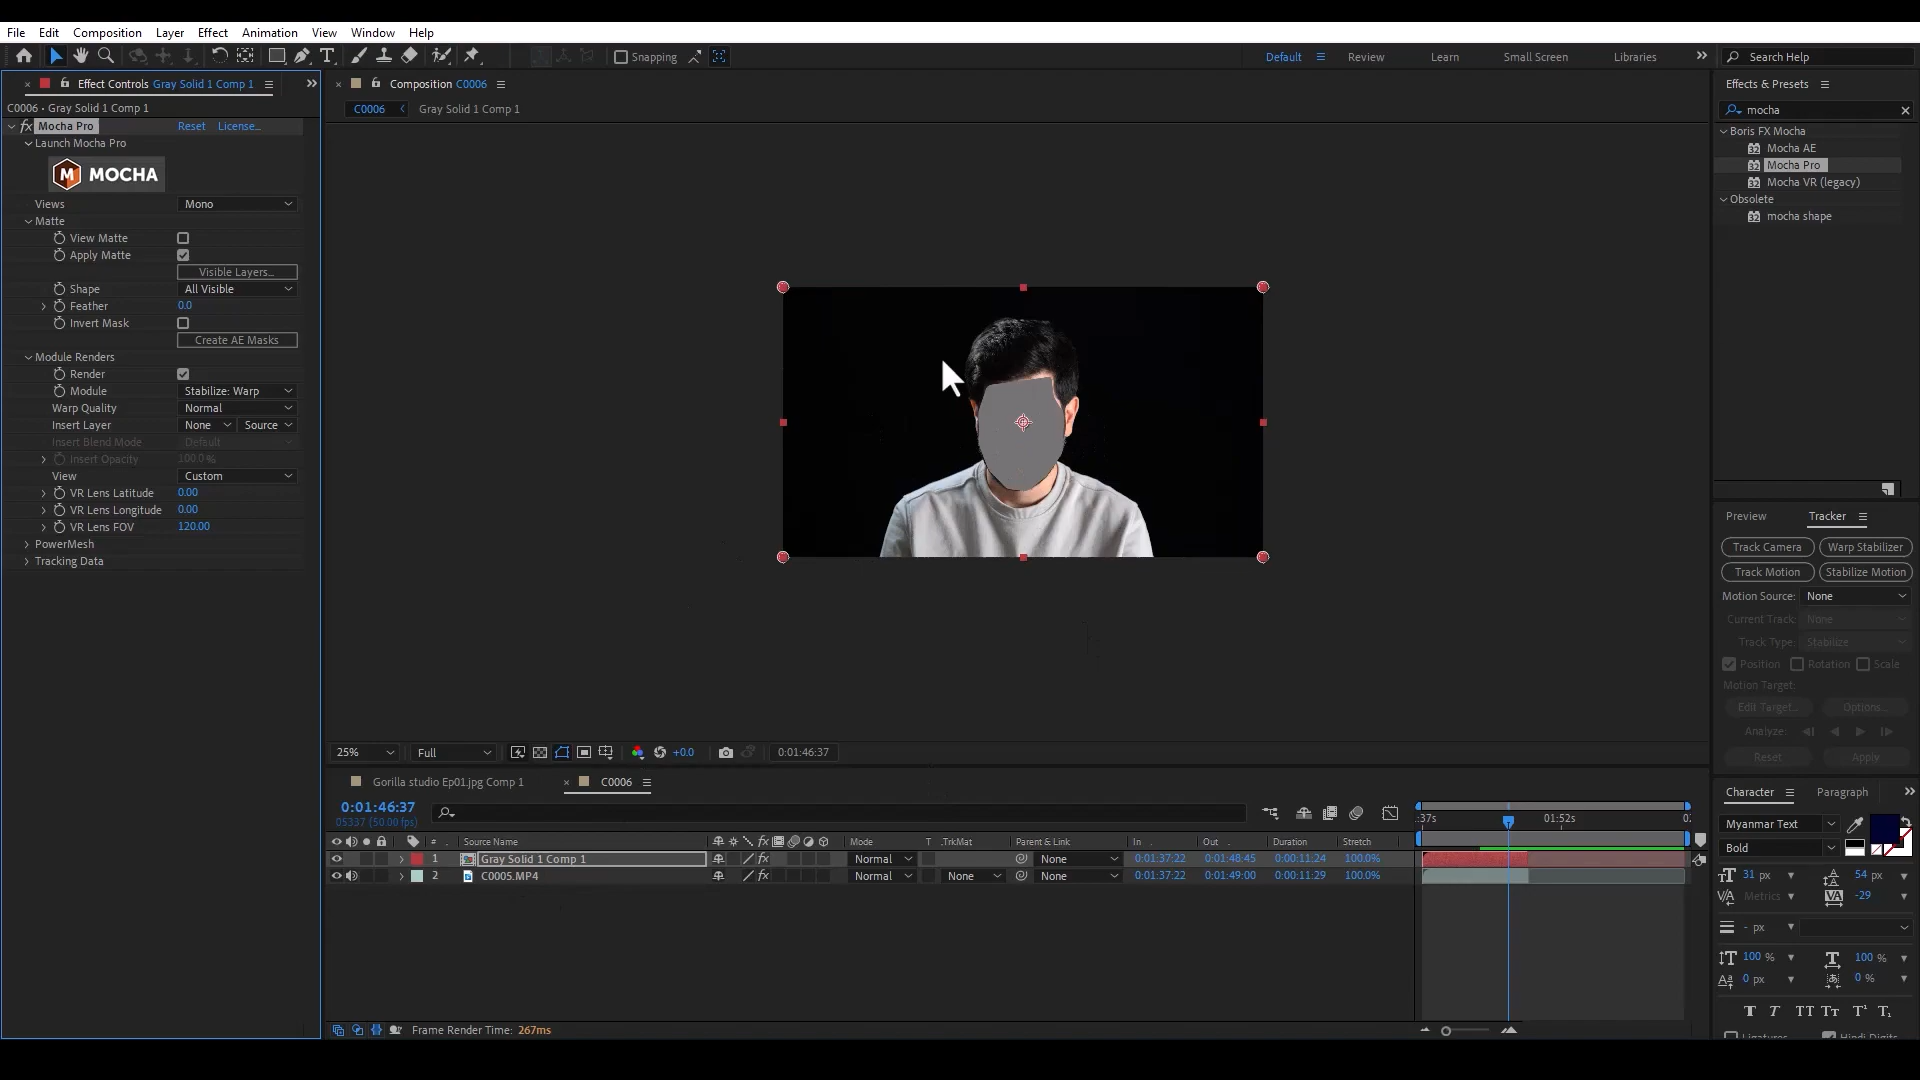 File Edit Composition Layer Effect Animation View Window Help
Snapping Default Review Learn Small Screen Libraries Search Help
Effect Controls Gray Solid 1 Comp 1
C0006 • Gray Solid 1 Comp 1
fx Mocha Pro Reset License...
Launch Mocha Pro
M MOCHA
Views Mono
Matte
View Matte
Apply Matte
Visible Layers...
Shape All Visible
Feather 0.0
Invert Mask
Create AE Masks
Module Renders
Render
Module Stabilize: Warp
Warp Quality Normal
Insert Layer None Source
Insert Blend Mode Default
Insert Opacity 100.0%
View Custom
VR Lens Latitude 0.00
VR Lens Longitude 0.00
VR Lens FOV 120.00
PowerMesh
Tracking Data
Composition C0006
C0006 Gray Solid 1 Comp 1
25% Full +0.0 0:01:46:37
Effects & Presets
mocha
Boris FX Mocha
Mocha AE
Mocha Pro
Mocha VR (legacy)
Obsolete
mocha shape
Preview Tracker
Track Camera Warp Stabilizer
Track Motion Stabilize Motion
Motion Source: None
Current Track: None
Track Type: Stabilize
Position Rotation Scale
Motion Target:
Edit Target... Options...
Analyze:
Reset Apply
Gorilla studio Ep01.jpg Comp 1 C0006
0:01:46:37
05337 (50.00 fps)
:37s 01:52s 02
# Source Name fx Mode T .TrkMat Parent & Link In Out Duration Stretch
1 Gray Solid 1 Comp 1 fx Normal None 0:01:37:22 0:01:48:45 0:00:11:24 100.0%
2 C0005.MP4 fx Normal None None 0:01:37:22 0:01:49:00 0:00:11:29 100.0%
Frame Render Time: 267ms
Character Paragraph
Myanmar Text
Bold
31 px 54 px
Metrics -29
- px
100 % 100 %
0 px 0 %
T T TT Tт T¹ T₁
Ligatures Hindi Digits